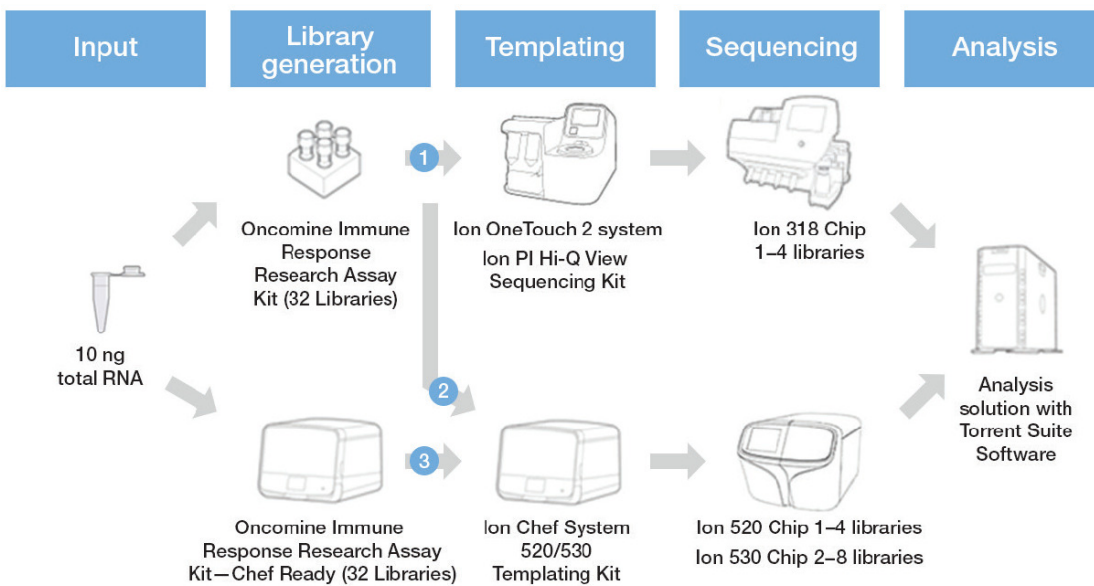 Input
Library
generation
Templating
Sequencing
Analysis
1
Oncomine Immune
Response
Research Assay
Kit (32 Libraries)
Ion OneTouch 2 system
Ion PI Hi-Q View
Sequencing Kit
Ion 318 Chip
1–4 libraries
10 ng
total RNA
2
Analysis
solution with
Torrent Suite
Software
3
Oncomine Immune
Response Research Assay
Kit—Chef Ready (32 Libraries)
Ion Chef System
520/530
Templating Kit
Ion 520 Chip 1–4 libraries
Ion 530 Chip 2–8 libraries